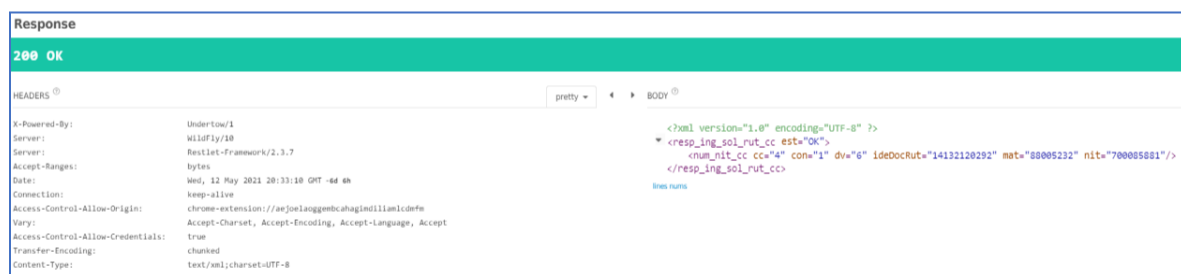 Response
200 OK
HEADERS ?
pretty
BODY ?
X-Powered-By: Undertow/1
Server: WildFly/10
Server: Restlet-Framework/2.3.7
Accept-Ranges: bytes
Date: Wed, 12 May 2021 20:33:10 GMT -6d 6h
Connection: keep-alive
Access-Control-Allow-Origin: chrome-extension://aejoelaoggembcahagimdiliamlcdmfm
Vary: Accept-Charset, Accept-Encoding, Accept-Language, Accept
Access-Control-Allow-Credentials: true
Transfer-Encoding: chunked
Content-Type: text/xml;charset=UTF-8
<?xml version="1.0" encoding="UTF-8" ?>
<resp_ing_sol_rut_cc est="OK">
<num_nit_cc cc="4" con="1" dv="6" ideDocRut="14132120292" mat="88005232" nit="700085881"/>
</resp_ing_sol_rut_cc>
lines nums